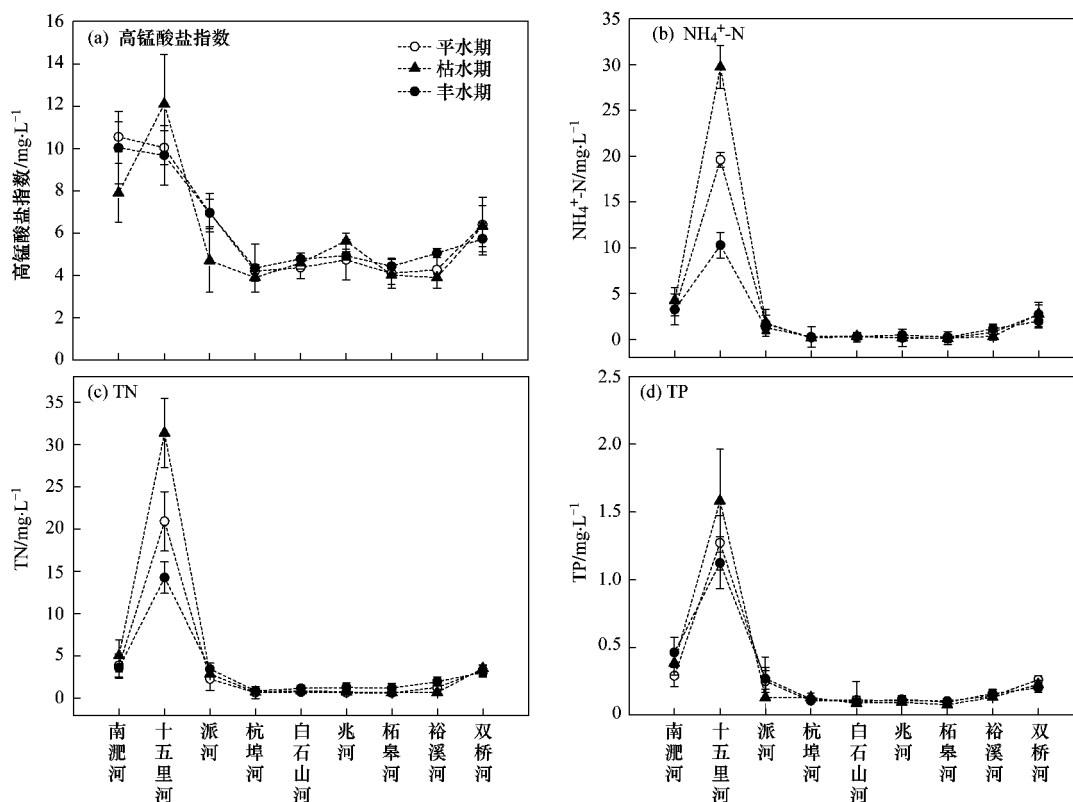 (a) 高锰酸盐指数
平水期
枯水期
丰水期
高锰酸盐指数/mg·L⁻¹
16
14
12
10
8
6
4
2
0
(b) NH₄⁺-N
NH₄⁺-N/mg·L⁻¹
35
30
25
20
15
10
5
0
(c) TN
TN/mg·L⁻¹
35
30
25
20
15
10
5
0
南淝河
十五里河
派河
杭埠河
白石山河
兆河
柘皋河
裕溪河
双桥河
(d) TP
TP/mg·L⁻¹
2.5
2.0
1.5
1.0
0.5
0
南淝河
十五里河
派河
杭埠河
白石山河
兆河
柘皋河
裕溪河
双桥河